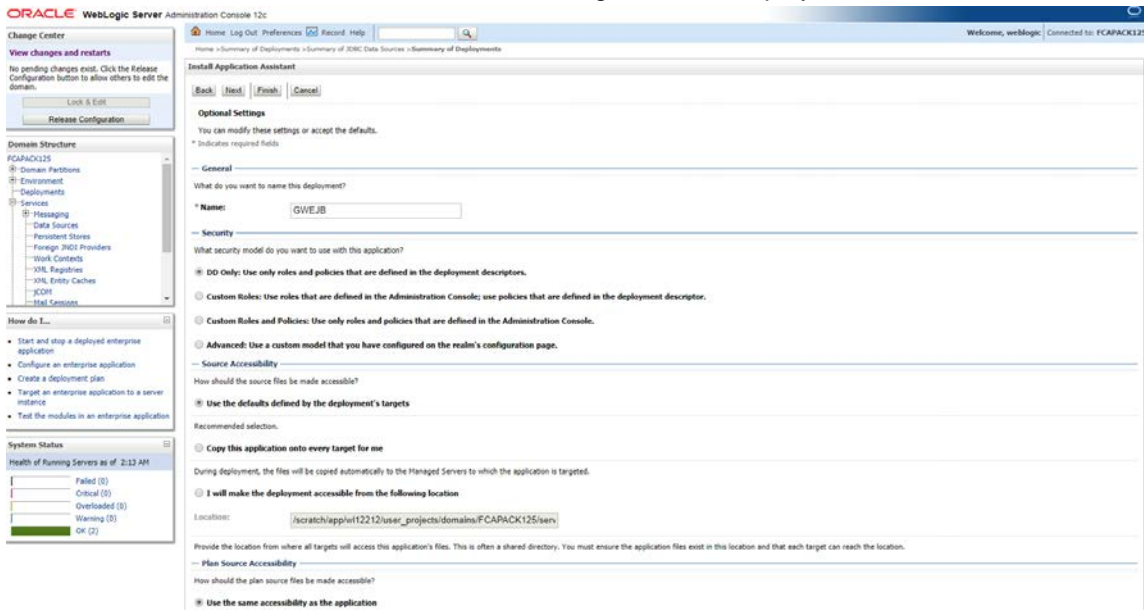 ORACLE WebLogic Server Administration Console 12c
Change Center
View changes and restarts
No pending changes exist. Click the Release
Configuration button to allow others to edit the
domain.
Lock & Edit
Release Configuration
Domain Structure
FCAPACK125
Domain Partitions
Environment
Deployments
Services
Messaging
Data Sources
Persistent Stores
Foreign JNDI Providers
Work Contexts
XML Registries
XML Entity Caches
jCOM
Mail Sessions
How do I...
Start and stop a deployed enterprise
application
Configure an enterprise application
Create a deployment plan
Target an enterprise application to a server
instance
Test the modules in an enterprise application
System Status
Health of Running Servers as of 2:13 AM
Failed (0)
Critical (0)
Overloaded (0)
Warning (0)
OK (2)
Home Log Out Preferences Record Help
Welcome, weblogic Connected to: FCAPACK125
Home >Summary of Deployments >Summary of JDBC Data Sources >Summary of Deployments
Install Application Assistant
Back Next Finish Cancel
Optional Settings
You can modify these settings or accept the defaults.
* Indicates required fields
General
What do you want to name this deployment?
* Name: GWEJB
Security
What security model do you want to use with this application?
DD Only: Use only roles and policies that are defined in the deployment descriptors.
Custom Roles: Use roles that are defined in the Administration Console; use policies that are defined in the deployment descriptor.
Custom Roles and Policies: Use only roles and policies that are defined in the Administration Console.
Advanced: Use a custom model that you have configured on the realm's configuration page.
Source Accessibility
How should the source files be made accessible?
Use the defaults defined by the deployment's targets
Recommended selection.
Copy this application onto every target for me
During deployment, the files will be copied automatically to the Managed Servers to which the application is targeted.
I will make the deployment accessible from the following location
Location: /scratch/app/wl12212/user_projects/domains/FCAPACK125/serv
Provide the location from where all targets will access this application's files. This is often a shared directory. You must ensure the application files exist in this location and that each target can reach the location.
Plan Source Accessibility
How should the plan source files be made accessible?
Use the same accessibility as the application